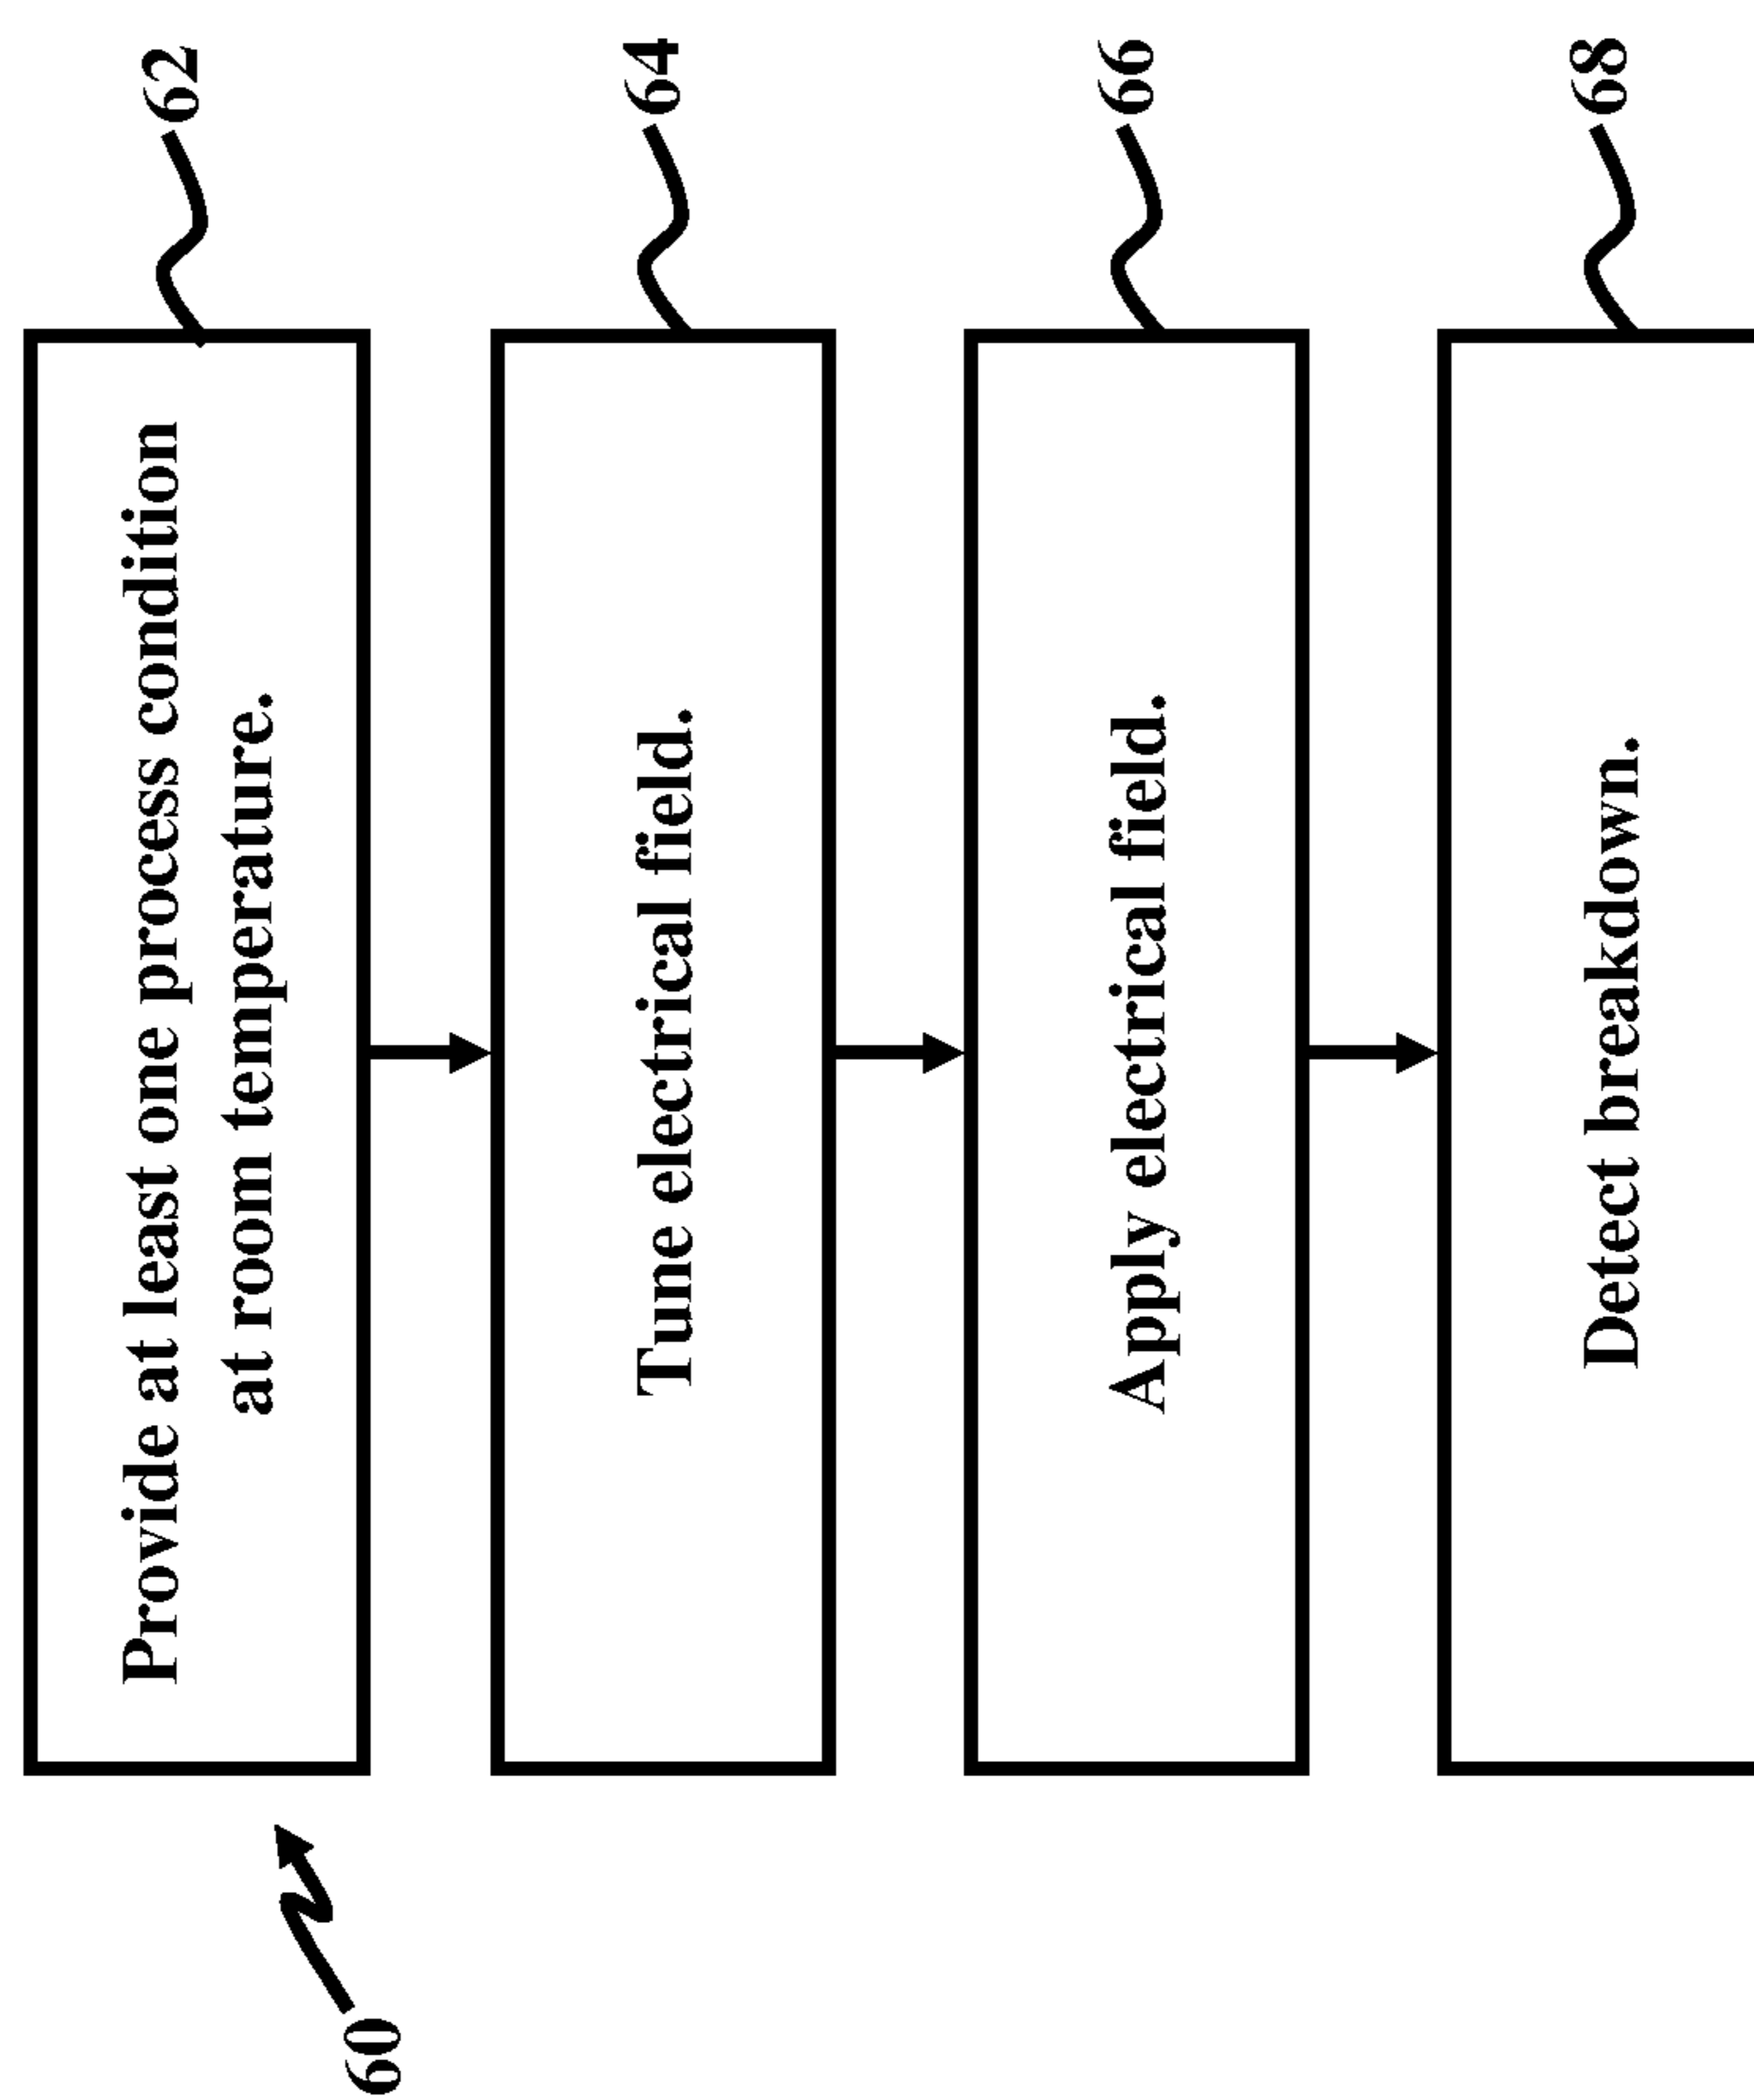 60
Provide at least one process condition
at room temperature.
62
Tune electrical field.
64
Apply electrical field.
66
Detect breakdown.
68